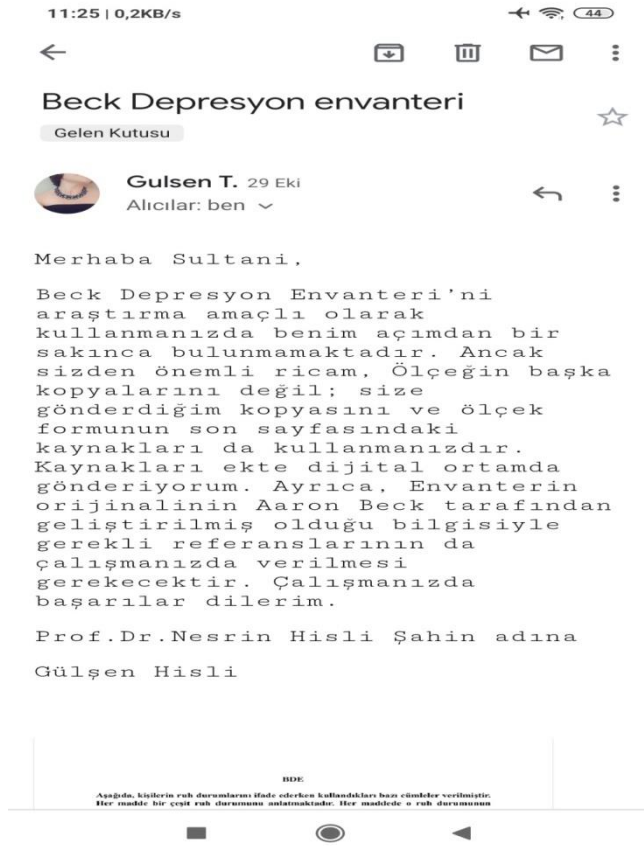 11:25 | 0,2KB/s
44
Beck Depresyon envanteri
Gelen Kutusu
Gulsen T. 29 Eki
Alıcılar: ben
Merhaba Sultani,
Beck Depresyon Envanteri'ni
araştırma amaçlı olarak
kullanmanızda benim açımdan bir
sakınca bulunmamaktadır. Ancak
sizden önemli ricam, Ölçeğin başka
kopyalarını değil; size
gönderdiğim kopyasını ve ölçek
formunun son sayfasındaki
kaynakları da kullanmanızdır.
Kaynakları ekte dijital ortamda
gönderiyorum. Ayrıca, Envanterin
orijinalinin Aaron Beck tarafından
geliştirilmiş olduğu bilgisiyle
gerekli referanslarının da
çalışmanızda verilmesi
gerekecektir. Çalışmanızda
başarılar dilerim.
Prof.Dr.Nesrin Hisli Şahin adına
Gülşen Hisli
BDE
Aşağıda, kişilerin ruh durumlarını ifade ederken kullandıkları bazı cümleler verilmiştir.
Her madde bir çeşit ruh durumunu anlatmaktadır. Her maddede o ruh durumunun